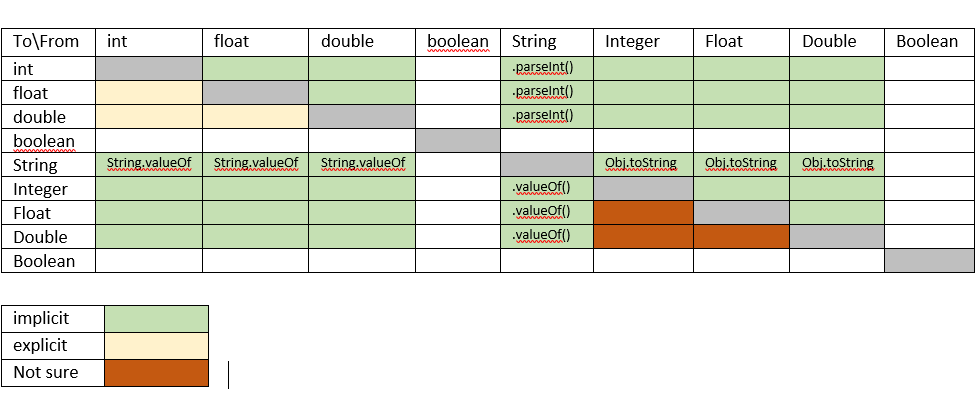 To\From int float double boolean String Integer Float Double Boolean
int .parseInt()
float .parseInt()
double .parseInt()
boolean
String String.valueOf String.valueOf String.valueOf Obj.toString Obj.toString Obj.toString
Integer .valueOf()
Float .valueOf()
Double .valueOf()
Boolean
implicit
explicit
Not sure